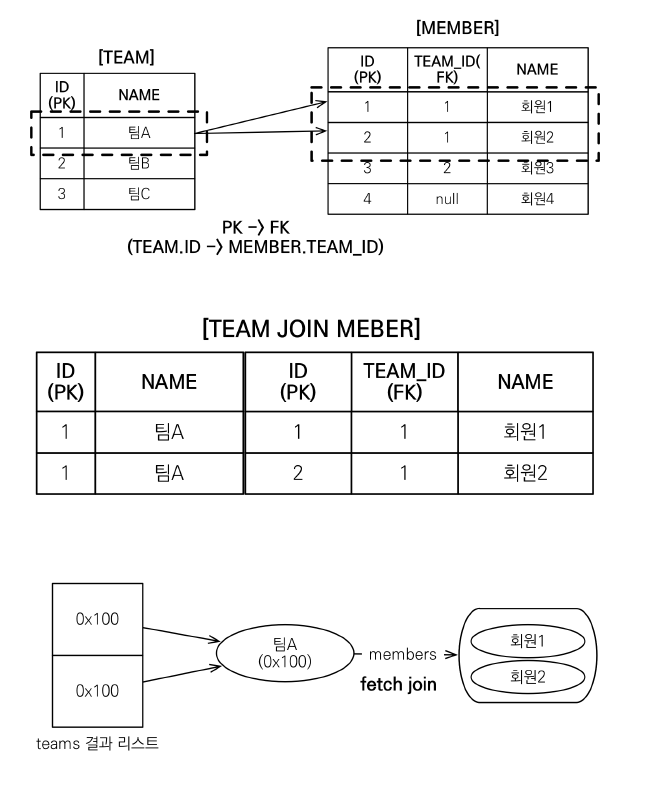 [MEMBER]
[TEAM]
ID
(PK)
NAME
1 팀A
2 팀B
3 팀C
ID
(PK)
TEAM_ID(
FK)
NAME
1 1 회원1
2 1 회원2
3 2 회원3
4 null 회원4
PK -> FK
(TEAM.ID -> MEMBER.TEAM_ID)
[TEAM JOIN MEBER]
ID
(PK)
NAME
ID
(PK)
TEAM_ID
(FK)
NAME
1 팀A 1 1 회원1
1 팀A 2 1 회원2
0x100
0x100
teams 결과 리스트
팀A
(0x100)
members
fetch join
회원1
회원2